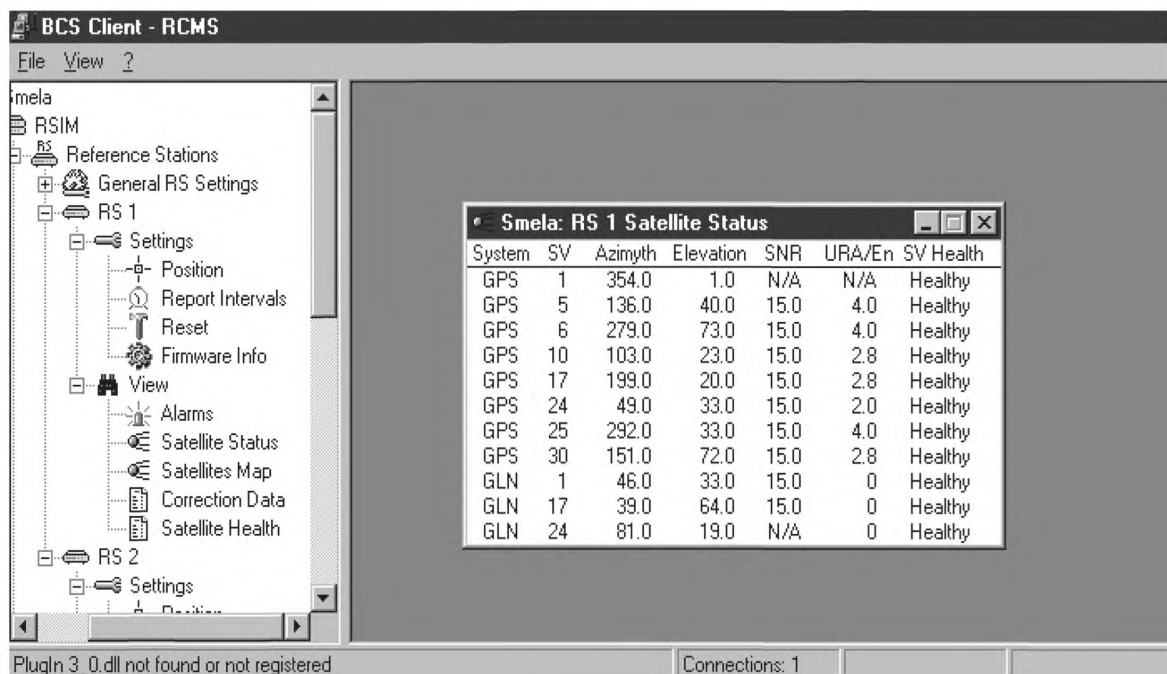 BCS Client - RCMS
File View ?
mela
RSIM
RS
Reference Stations
General RS Settings
RS 1
Settings
Position
Report Intervals
Reset
Firmware Info
View
Alarms
Satellite Status
Satellites Map
Correction Data
Satellite Health
RS 2
Settings
Smela: RS 1 Satellite Status
System SV Azimyth Elevation SNR URA/En SV Health
GPS 1 354.0 1.0 N/A N/A Healthy
GPS 5 136.0 40.0 15.0 4.0 Healthy
GPS 6 279.0 73.0 15.0 4.0 Healthy
GPS 10 103.0 23.0 15.0 2.8 Healthy
GPS 17 199.0 20.0 15.0 2.8 Healthy
GPS 24 49.0 33.0 15.0 2.0 Healthy
GPS 25 292.0 33.0 15.0 4.0 Healthy
GPS 30 151.0 72.0 15.0 2.8 Healthy
GLN 1 46.0 33.0 15.0 0 Healthy
GLN 17 39.0 64.0 15.0 0 Healthy
GLN 24 81.0 19.0 N/A 0 Healthy
PlugIn 3_0.dll not found or not registered
Connections: 1